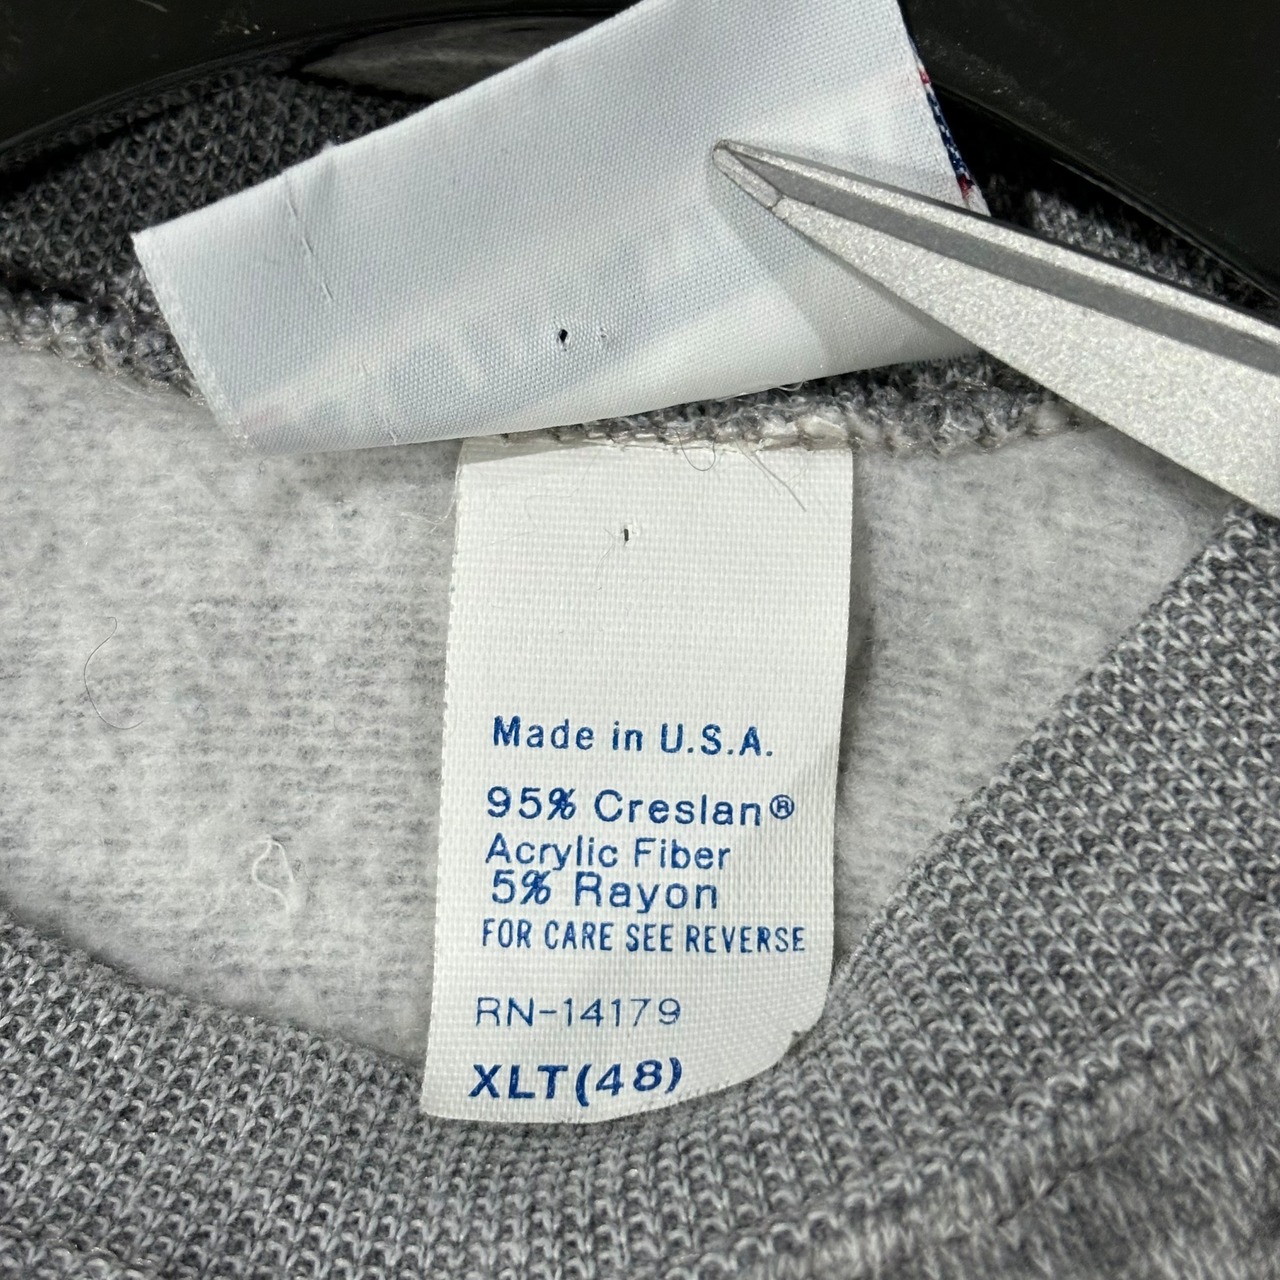 Made in U.S.A.
95% Creslan®
Acrylic Fiber
5% Rayon
FOR CARE SEE REVERSE
RN-14179
XLT(48)